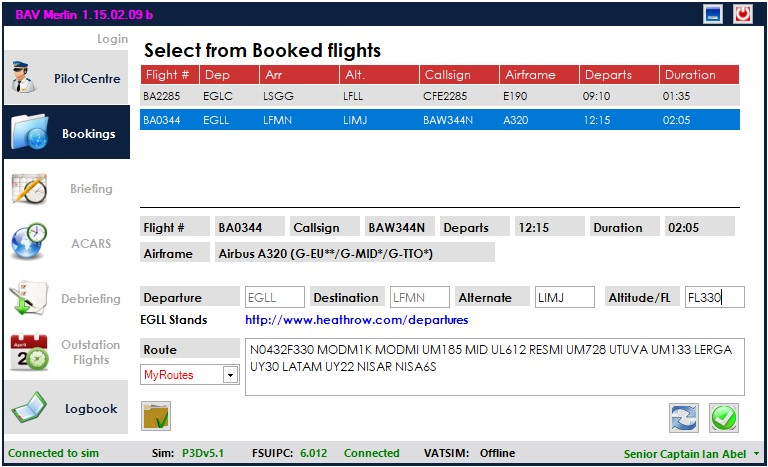 BAV Merlin 1.15.02.09 b
Login
Pilot Centre
Bookings
Briefing
ACARS
Debriefing
Outstation
Flights
Logbook
Select from Booked flights
Flight # Dep Arr Alt. Callsign Airframe Departs Duration
BA2285 EGLC LSGG LFLL CFE2285 E190 09:10 01:35
BA0344 EGLL LFMN LIMJ BAW344N A320 12:15 02:05
Flight # BA0344 Callsign BAW344N Departs 12:15 Duration 02:05
Airframe Airbus A320 (G-EU**/G-MID*/G-TTO*)
Departure EGLL Destination LFMN Alternate LIMJ Altitude/FL FL330
EGLL Stands http://www.heathrow.com/departures
Route
MyRoutes
N0432F330 MODM1K MODMI UM185 MID UL612 RESMI UM728 UTUVA UM133 LERGA
UY30 LATAM UY22 NISAR NISA6S
Connected to sim Sim: P3Dv5.1 FSUIPC: 6.012 Connected VATSIM: Offline Senior Captain Ian Abel